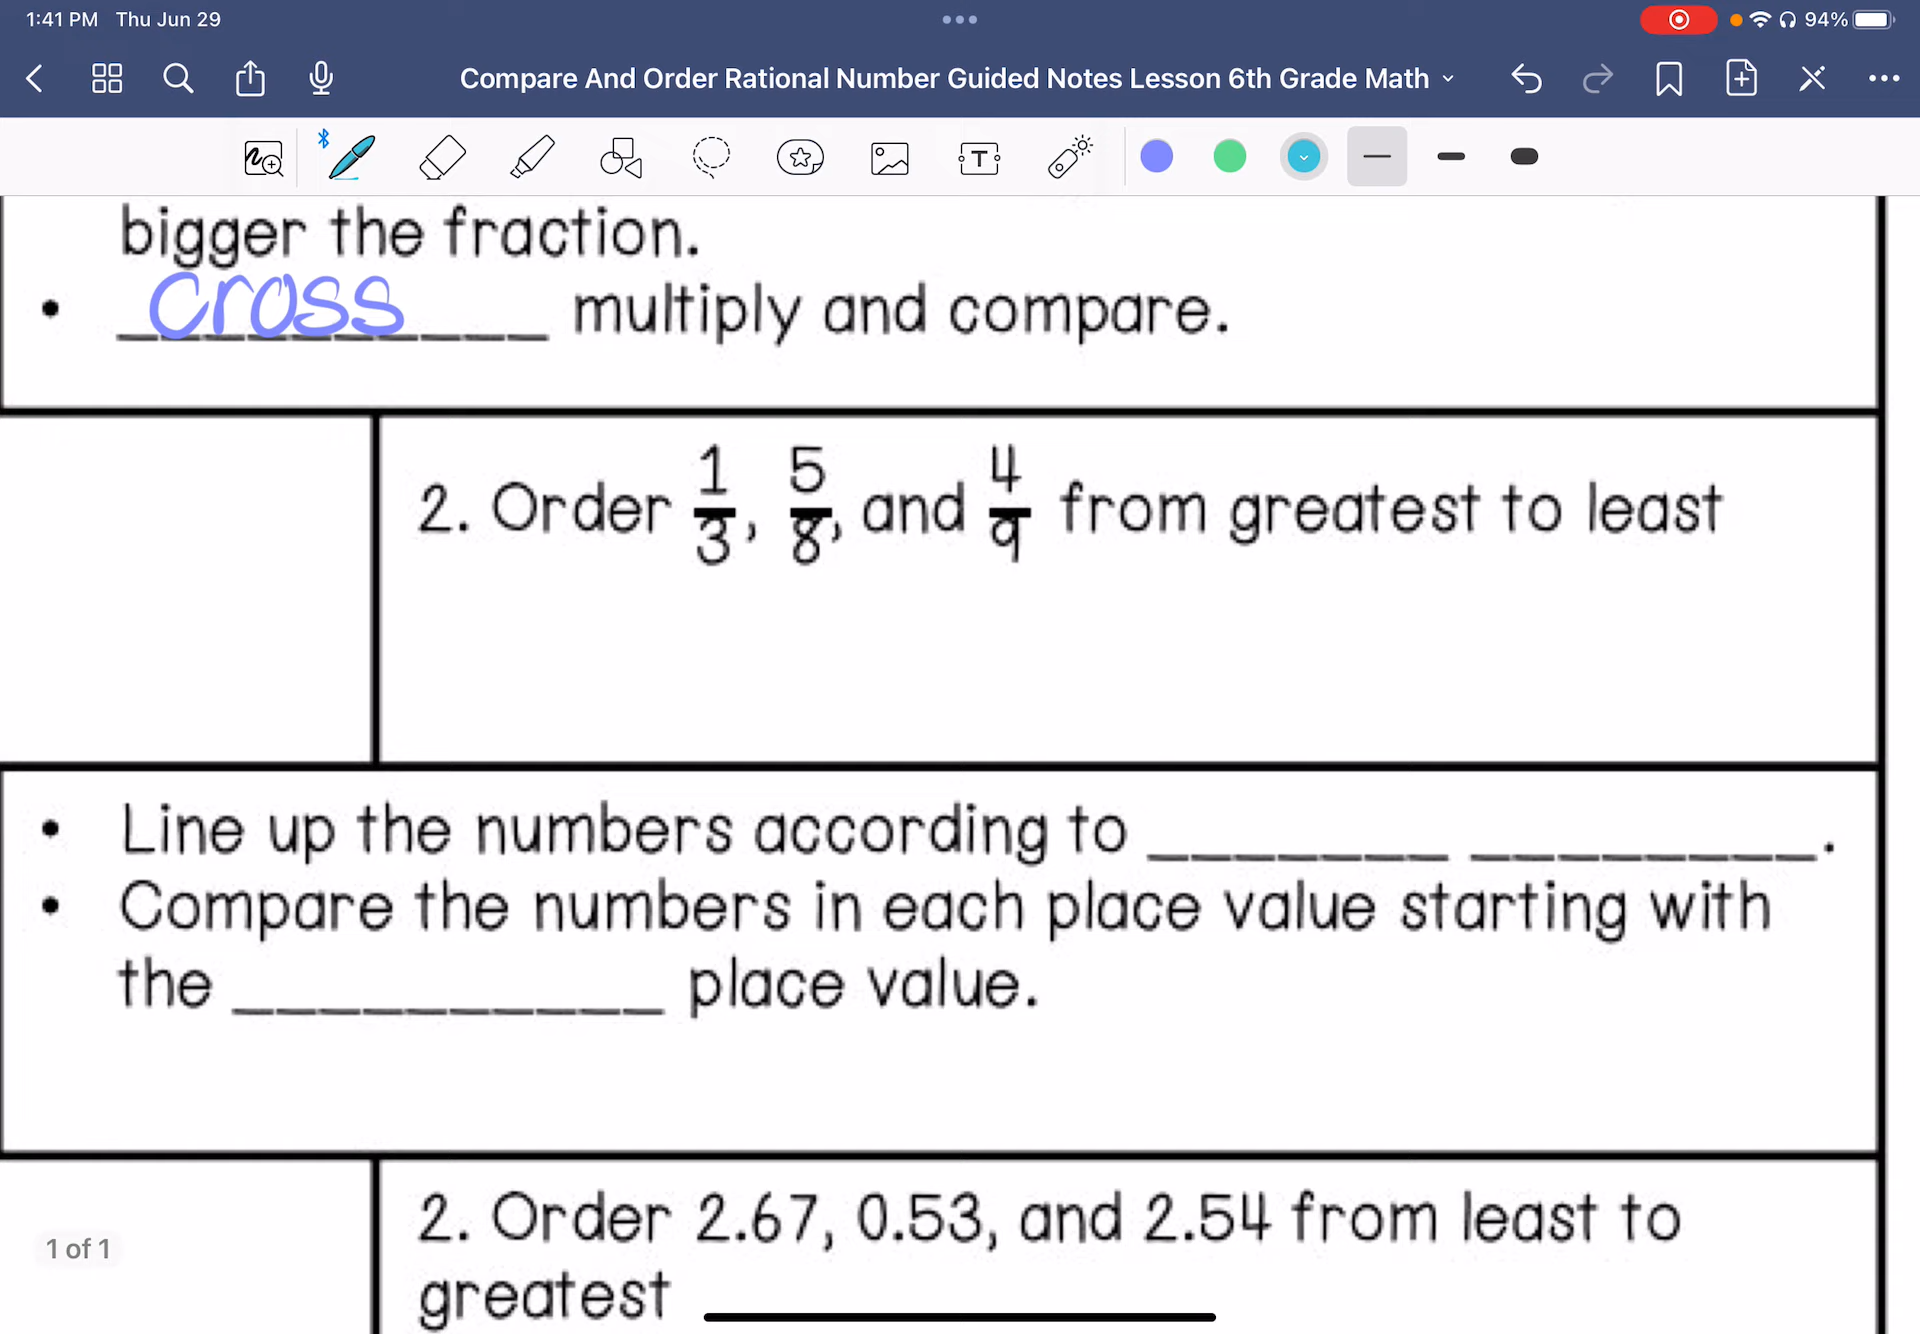 1:41 PM Thu Jun 29
94%
Compare And Order Rational Number Guided Notes Lesson 6th Grade Math
T
bigger the fraction.
• cross multiply and compare.
2. Order 1/3, 5/8, and 4/9 from greatest to least
• Line up the numbers according to _______ ________.
• Compare the numbers in each place value starting with
the __________ place value.
2. Order 2.67, 0.53, and 2.54 from least to
greatest
1 of 1